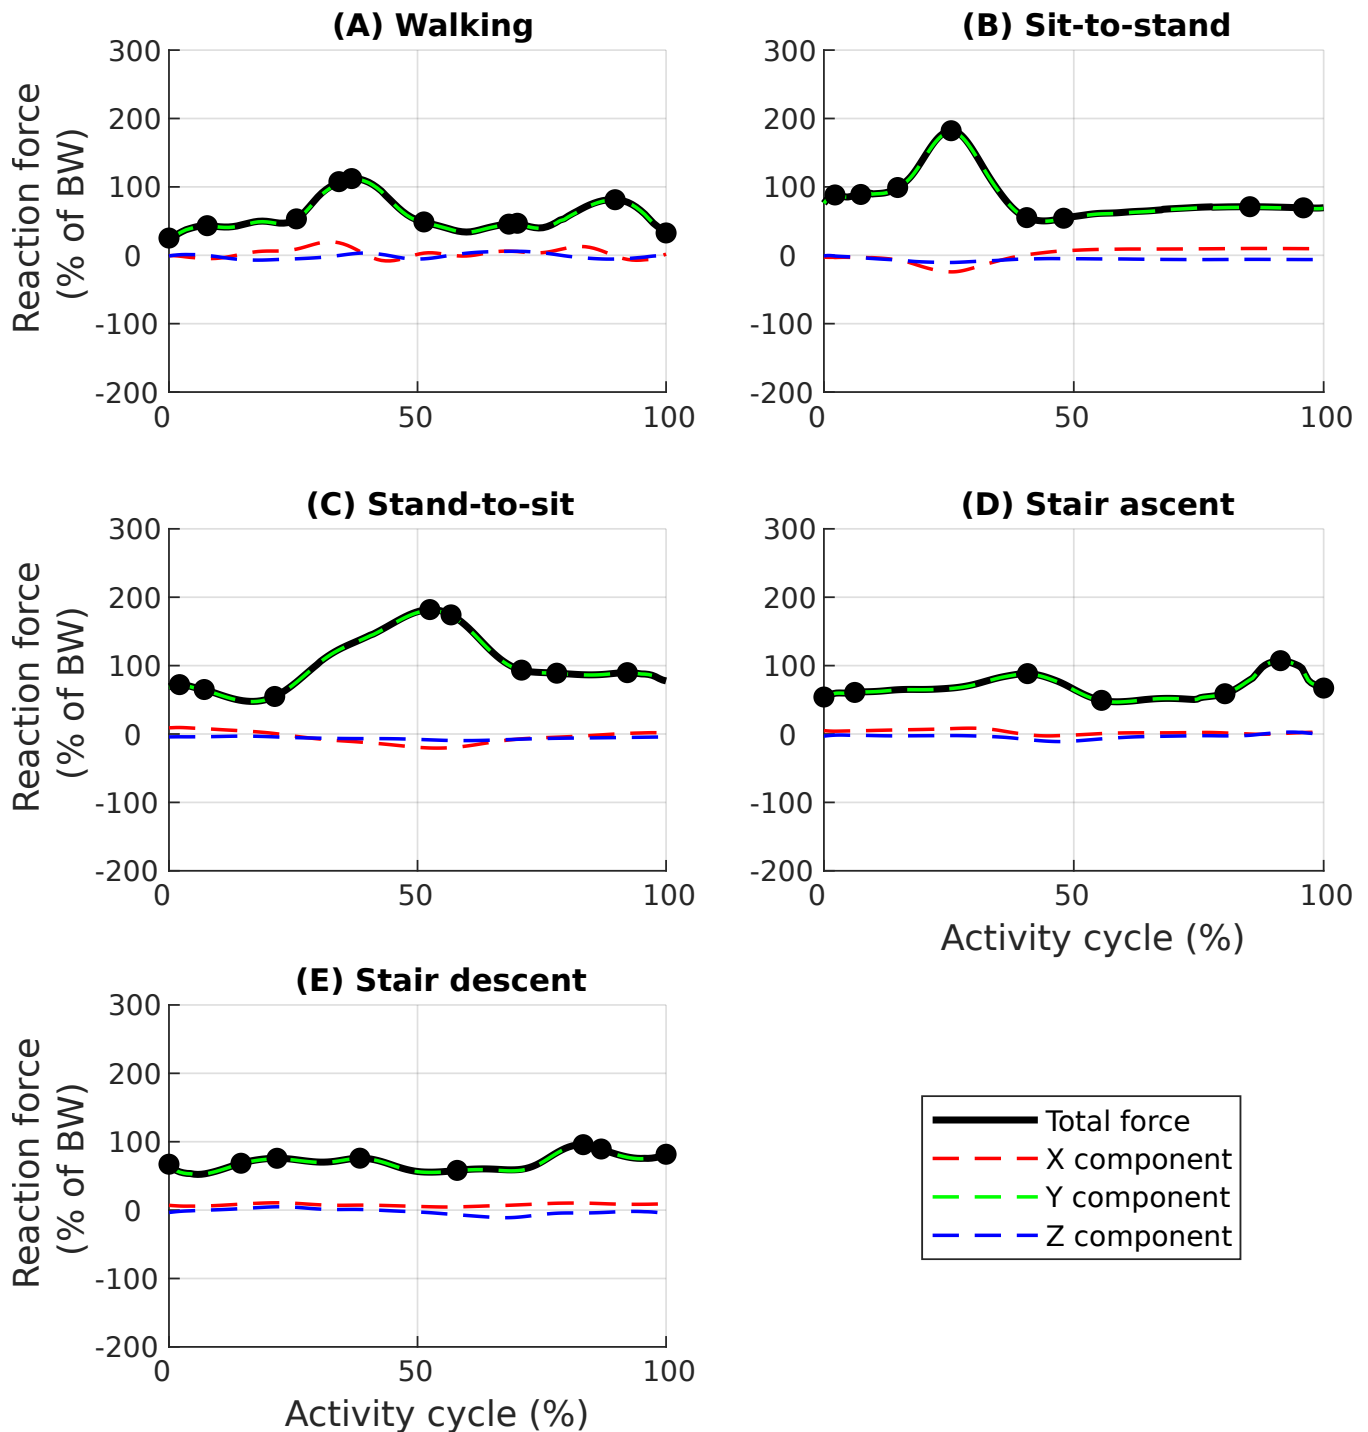 (A) Walking
(B) Sit-to-stand
Reaction force
(% of BW)
300
200
100
0
-100
-200
0
50
100
300
200
100
0
-100
-200
0
50
100
(C) Stand-to-sit
(D) Stair ascent
Reaction force
(% of BW)
300
200
100
0
-100
-200
0
50
100
300
200
100
0
-100
-200
0
50
100
Activity cycle (%)
(E) Stair descent
Reaction force
(% of BW)
300
200
100
0
-100
-200
0
50
100
Activity cycle (%)
Total force
X component
Y component
Z component